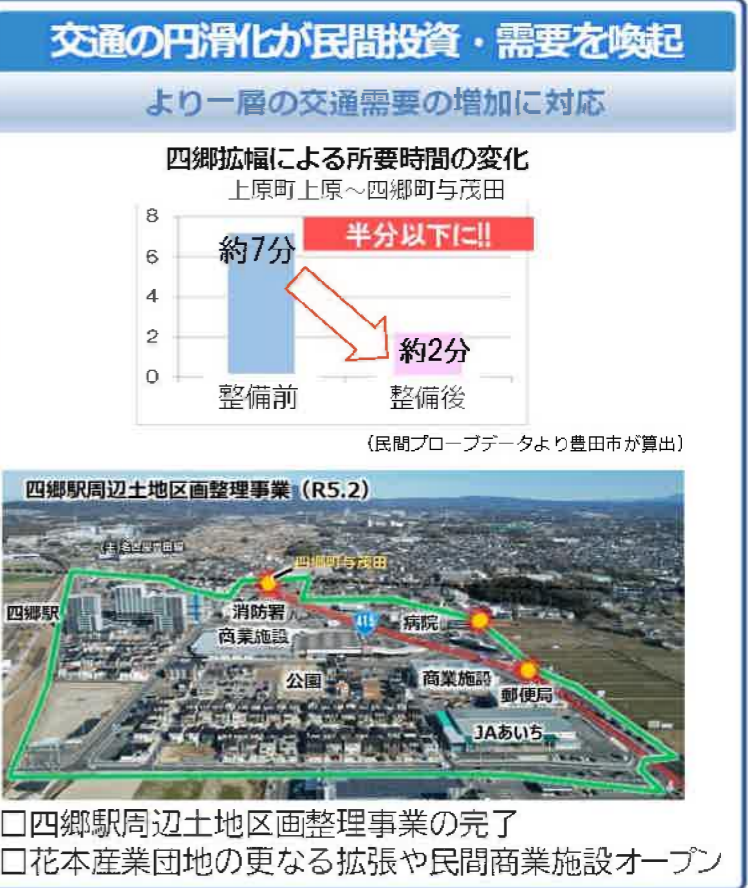 交通の円滑化が民間投資・需要を喚起
より一層の交通需要の増加に対応
四郷拡幅による所要時間の変化
上原町上原～四郷町与茂田
8
6
4
2
0
約7分
半分以下に!!
約2分
整備前
整備後
(民間プローブデータより豊田市が算出)
四郷駅周辺土地区画整理事業（R5.2）
(主)名古屋豊田線
四郷町与茂田
四郷駅
消防署
商業施設
419
病院
公園
商業施設
郵便局
JAあいち
□四郷駅周辺土地区画整理事業の完了
□花本産業団地の更なる拡張や民間商業施設オープン